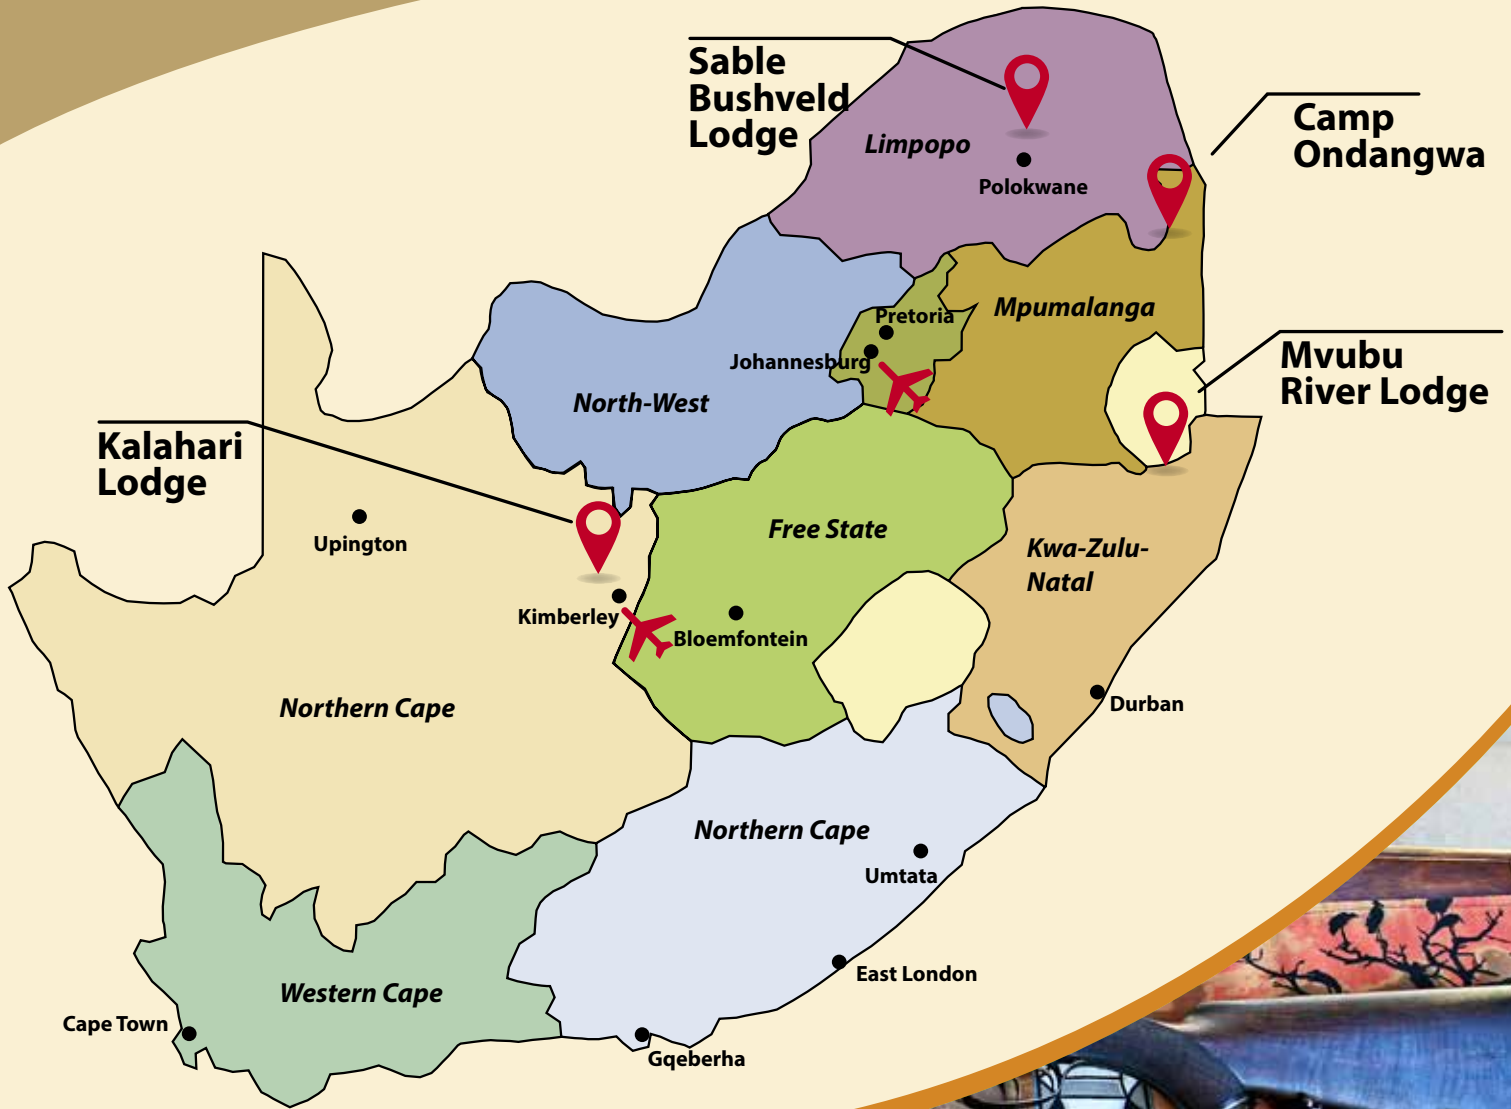 Sable
Bushveld
Lodge
Limpopo
Polokwane
Camp
Ondangwa
Mpumalanga
Pretoria
Johannesburg
Mvubu
River Lodge
North-West
Kalahari
Lodge
Upington
Free State
Kwa-Zulu-
Natal
Kimberley
Bloemfontein
Northern Cape
Durban
Northern Cape
Umtata
East London
Western Cape
Cape Town
Gqeberha